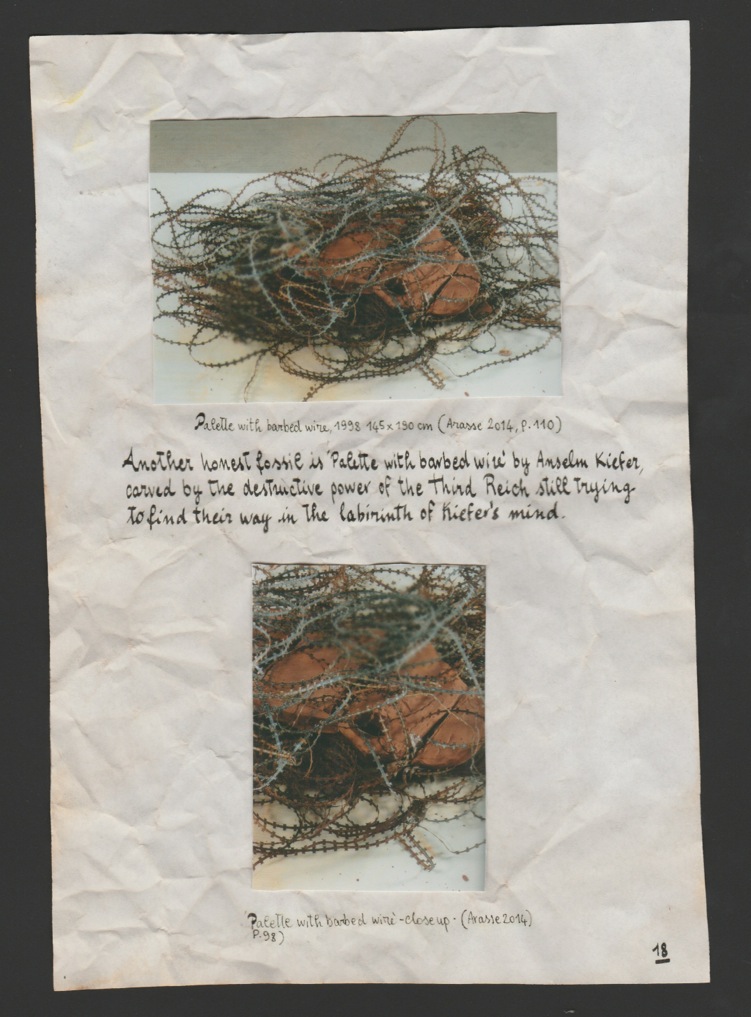 Palette with barbed wire, 1998 145x190 cm (Arasse 2014, P.110)
Another honest fossil is 'Palette with barbed wire' by Anselm Kiefer,
carved by the destructive power of the Third Reich still trying
to find their way in the labirinth of Kiefer's mind.
'Palette with barbed wire' -close up- (Arasse 2014)
P.98)
18